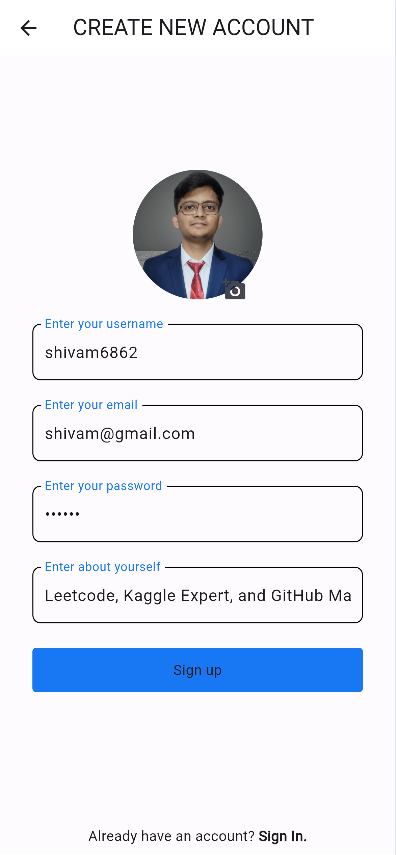 CREATE NEW ACCOUNT
Enter your username
shivam6862
Enter your email
shivam@gmail.com
Enter your password
••••••
Enter about yourself
Leetcode, Kaggle Expert, and GitHub Ma
Sign up
Already have an account? Sign In.